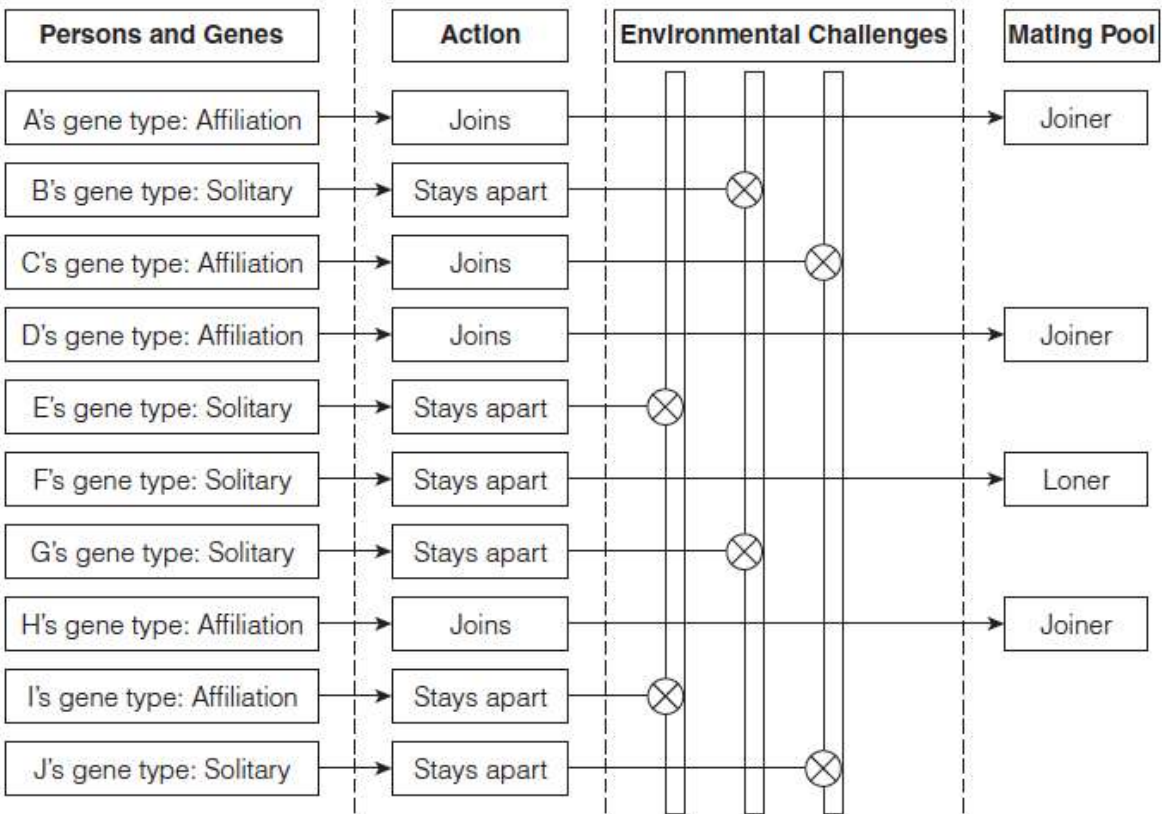 Persons and Genes Action Environmental Challenges Mating Pool
A's gene type: Affiliation Joins Joiner
B's gene type: Solitary Stays apart
C's gene type: Affiliation Joins
D's gene type: Affiliation Joins Joiner
E's gene type: Solitary Stays apart
F's gene type: Solitary Stays apart Loner
G's gene type: Solitary Stays apart
H's gene type: Affiliation Joins Joiner
I's gene type: Affiliation Stays apart
J's gene type: Solitary Stays apart